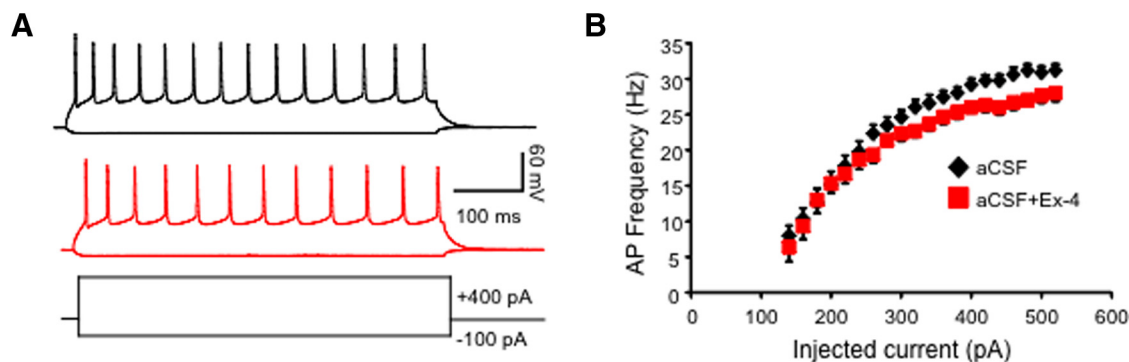 A
60 mV
100 ms
+400 pA
-100 pA
B
AP Frequency (Hz)
35
30
25
20
15
10
5
0
aCSF
aCSF+Ex-4
0 100 200 300 400 500 600
Injected current (pA)